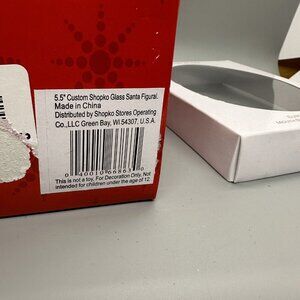 5.5" Custom Shopko Glass Santa Figural.
Made in China
Distributed by Shopko Stores Operating
Co.,LLC Green Bay, WI 54307, U.S.A
This is not a toy, For Decoration Only, Not
intended for children under the age of 12.